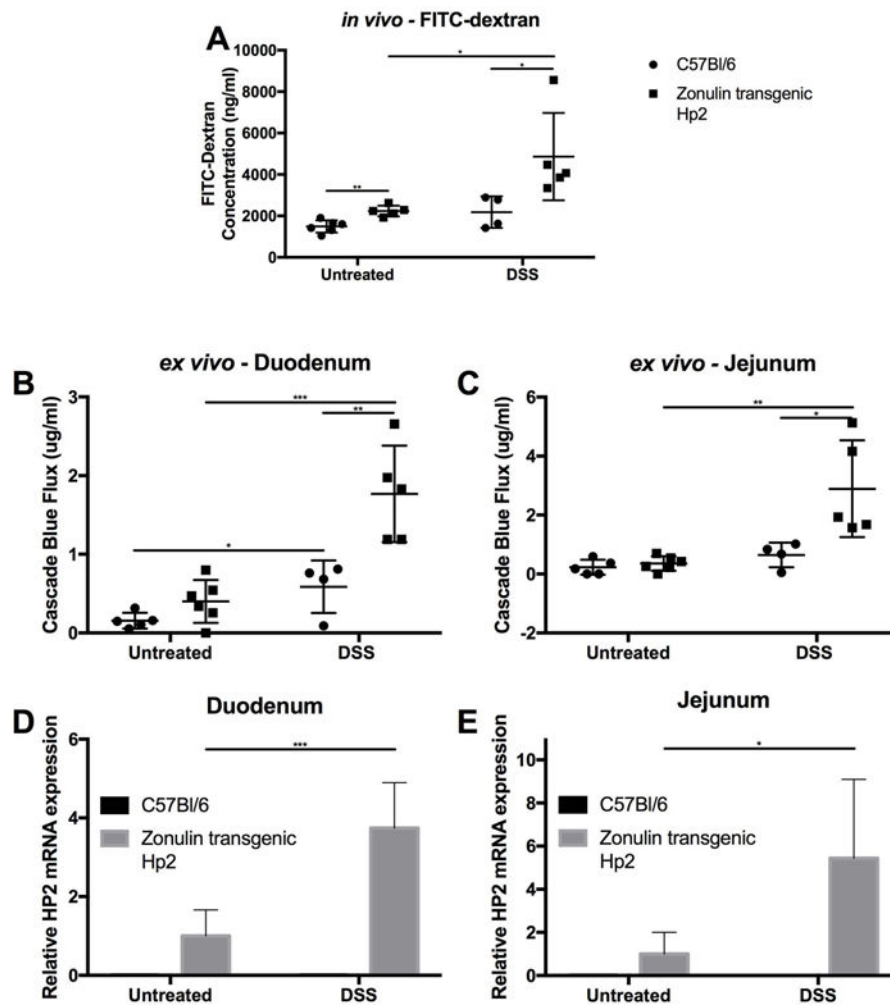 A
in vivo - FITC-dextran
FITC-Dextran
Concentration (ng/ml)
10000
8000
6000
4000
2000
0
*
*
**
Untreated
DSS
C57Bl/6
Zonulin transgenic
Hp2
B
ex vivo - Duodenum
Cascade Blue Flux (ug/ml)
3
2
1
0
***
**
*
Untreated
DSS
C
ex vivo - Jejunum
Cascade Blue Flux (ug/ml)
6
4
2
0
-2
**
*
Untreated
DSS
D
Duodenum
Relative HP2 mRNA expression
6
4
2
0
***
C57Bl/6
Zonulin transgenic
Hp2
Untreated
DSS
E
Jejunum
Relative HP2 mRNA expression
10
8
6
4
2
0
*
C57Bl/6
Zonulin transgenic
Hp2
Untreated
DSS